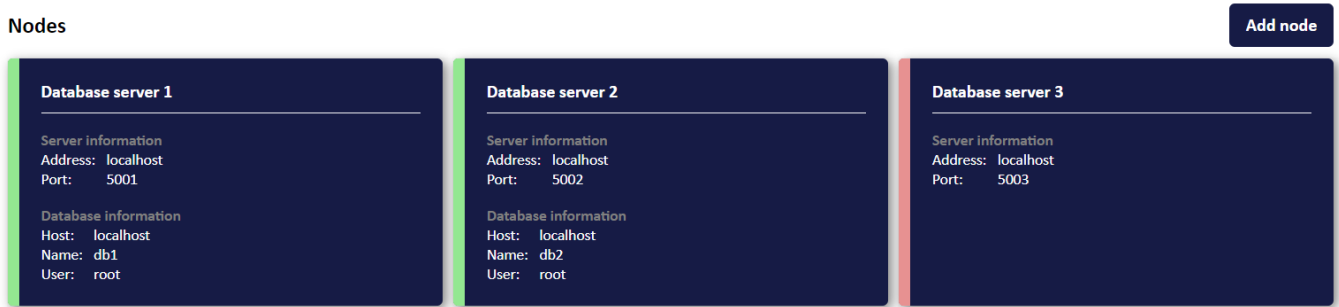 Nodes
Add node
Database server 1
Server information
Address: localhost
Port: 5001
Database information
Host: localhost
Name: db1
User: root
Database server 2
Server information
Address: localhost
Port: 5002
Database information
Host: localhost
Name: db2
User: root
Database server 3
Server information
Address: localhost
Port: 5003